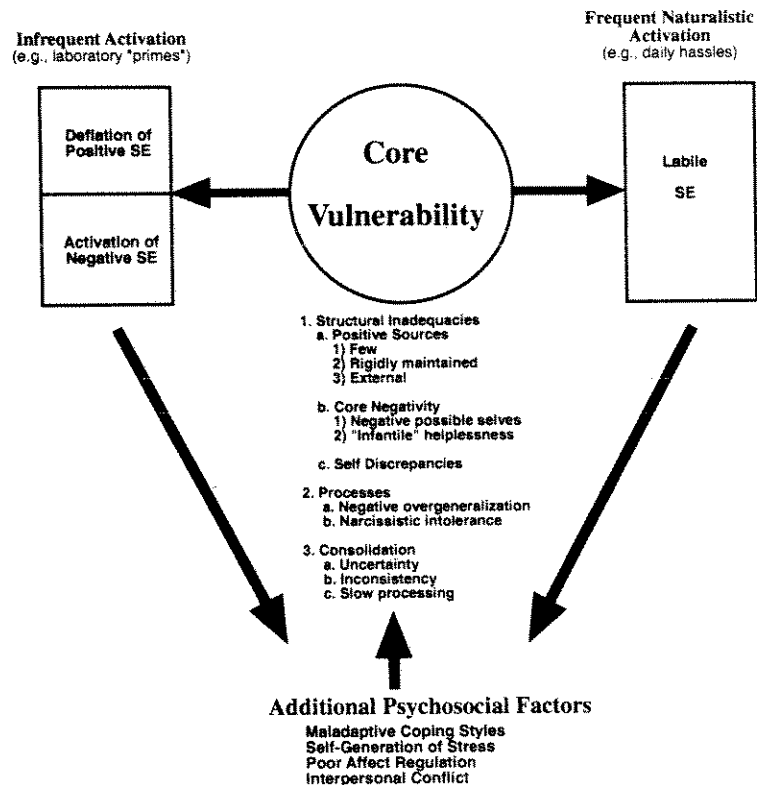 Infrequent Activation
(e.g., laboratory "primes")
Deflation of
Positive SE
Activation of
Negative SE
Core
Vulnerability
Frequent Naturalistic
Activation
(e.g., daily hassles)
Labile
SE
1. Structural Inadequacies
a. Positive Sources
1) Few
2) Rigidly maintained
3) External
b. Core Negativity
1) Negative possible selves
2) "Infantile" helplessness
c. Self Discrepancies
2. Processes
a. Negative overgeneralization
b. Narcissistic intolerance
3. Consolidation
a. Uncertainty
b. Inconsistency
c. Slow processing
Additional Psychosocial Factors
Maladaptive Coping Styles
Self-Generation of Stress
Poor Affect Regulation
Interpersonal Conflict